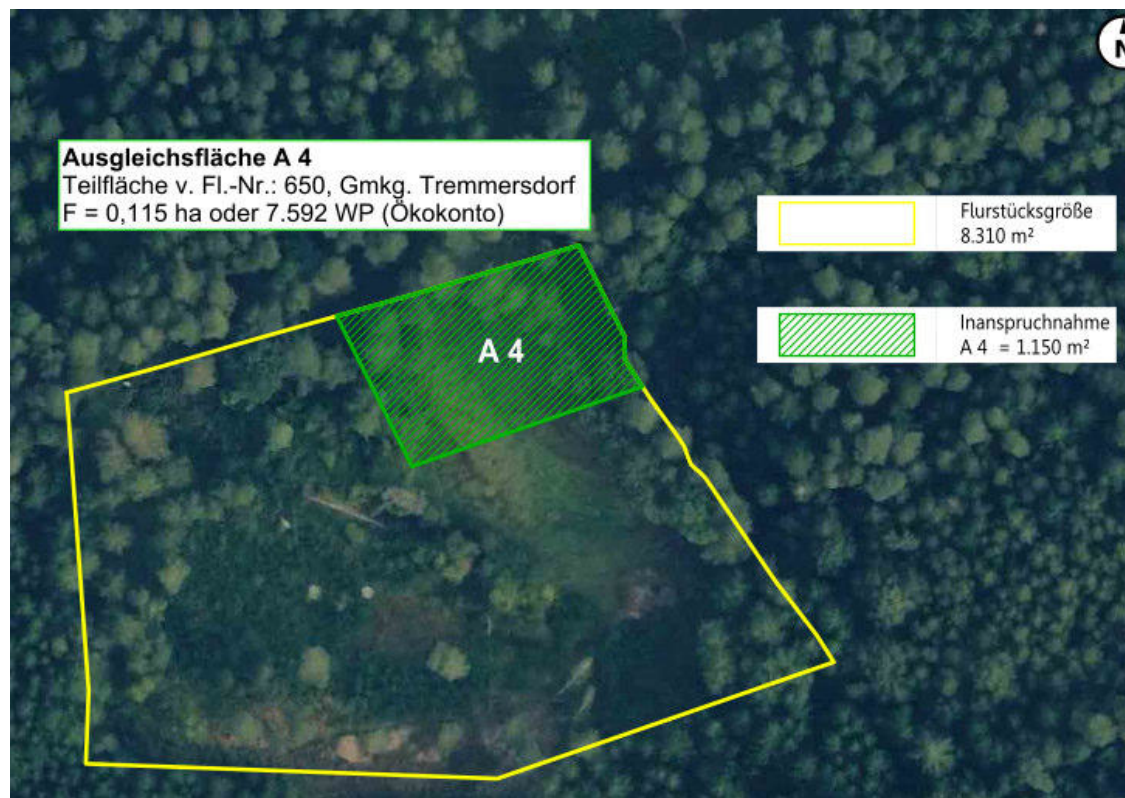 N
Ausgleichsfläche A 4
Teilfläche v. Fl.-Nr.: 650, Gmkg. Tremmersdorf
F = 0,115 ha oder 7.592 WP (Ökokonto)
Flurstücksgröße
8.310 m²
Inanspruchnahme
A 4 = 1.150 m²
A 4